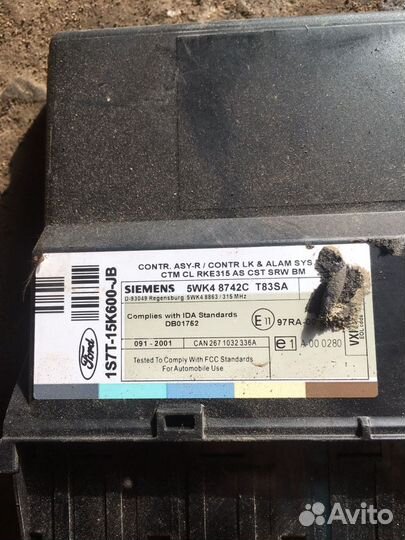 CONTR. ASY-R / CONTR LK & ALAM SYS
CTM CL RKE315 AS CST SRW BM
SIEMENS 5WK4 8742C T83SA
D-93049 Regensburg 5WK4 8863 / 315 MHz
Complies with IDA Standards
DB01752
E 11 97RA-
091 - 2001 CAN 267 1032 336A
e 1 A-00 0280
Tested To Comply With FCC Standards
For Automobile Use
Ford
1S7T-15K600-JB
Avito